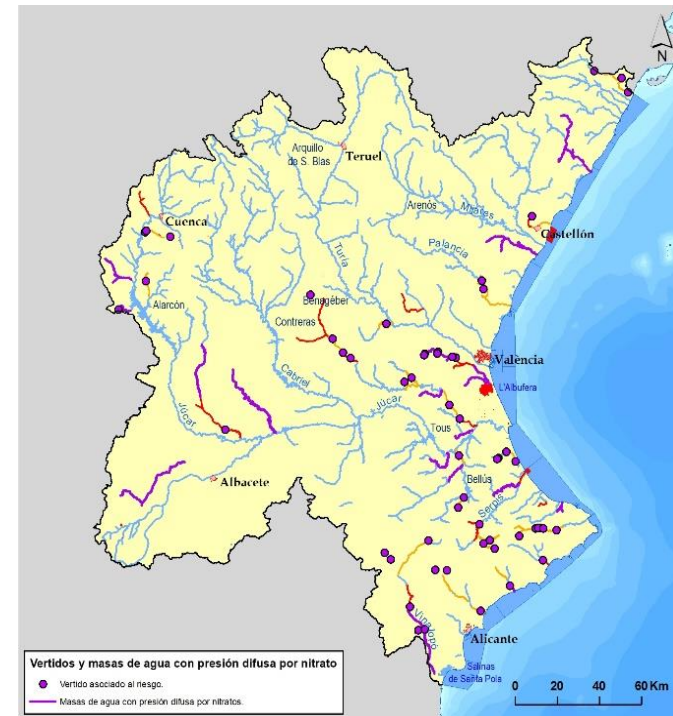 N
Arquillo
de S. Blas
Teruel
Arenós
Mijares
Castellón
Cuenca
Palancia
Turia
Alarcón
Benagéber
Contreras
València
L'Albufera
Cabriel
Júcar
Júcar
Tous
Albacete
Bellús
Serpis
Vinalopó
Alicante
Salinas
de Santa Pola
Vertidos y masas de agua con presión difusa por nitrato
Vertido asociado al riesgo.
Masas de agua con presión difusa por nitratos.
0 20 40 60 Km